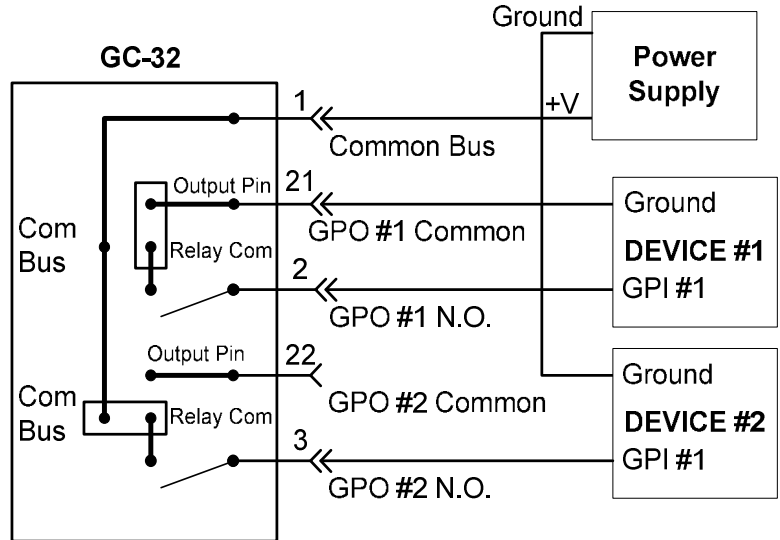 Ground
GC-32
Power
Supply
1
+V
Common Bus
Output Pin
21
Ground
GPO #1 Common
Com
Bus
Relay Com
DEVICE #1
2
GPI #1
GPO #1 N.O.
Output Pin
22
Ground
GPO #2 Common
Com
Bus
Relay Com
DEVICE #2
3
GPI #1
GPO #2 N.O.